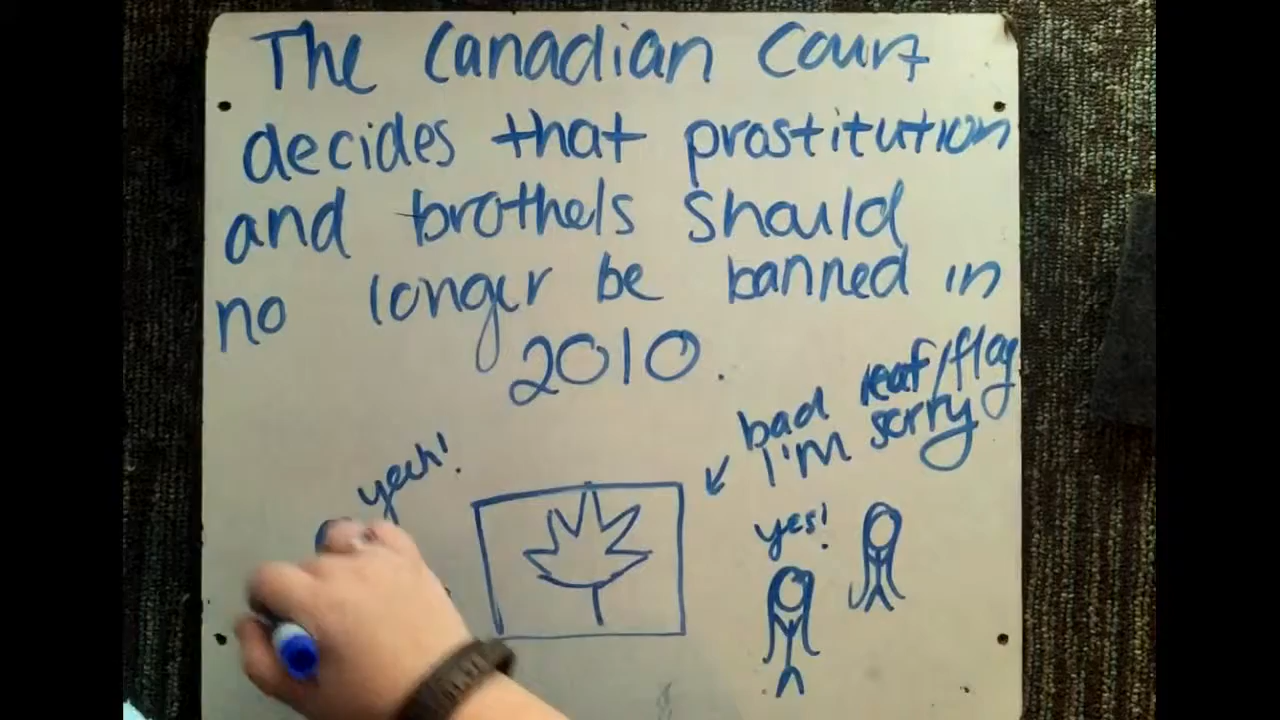 The Canadian Court
decides that prostitution
and brothels should
no longer be banned in
2010.
bad leaf/flag
I'm sorry
yeah!
yes!